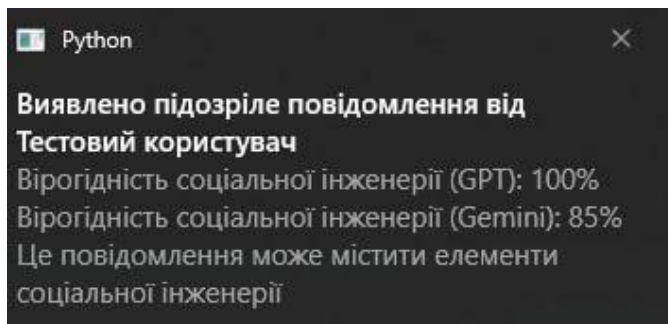 Python
Виявлено підозріле повідомлення від
Тестовий користувач
Вірогідність соціальної інженерії (GPT): 100%
Вірогідність соціальної інженерії (Gemini): 85%
Це повідомлення може містити елементи
соціальної інженерії